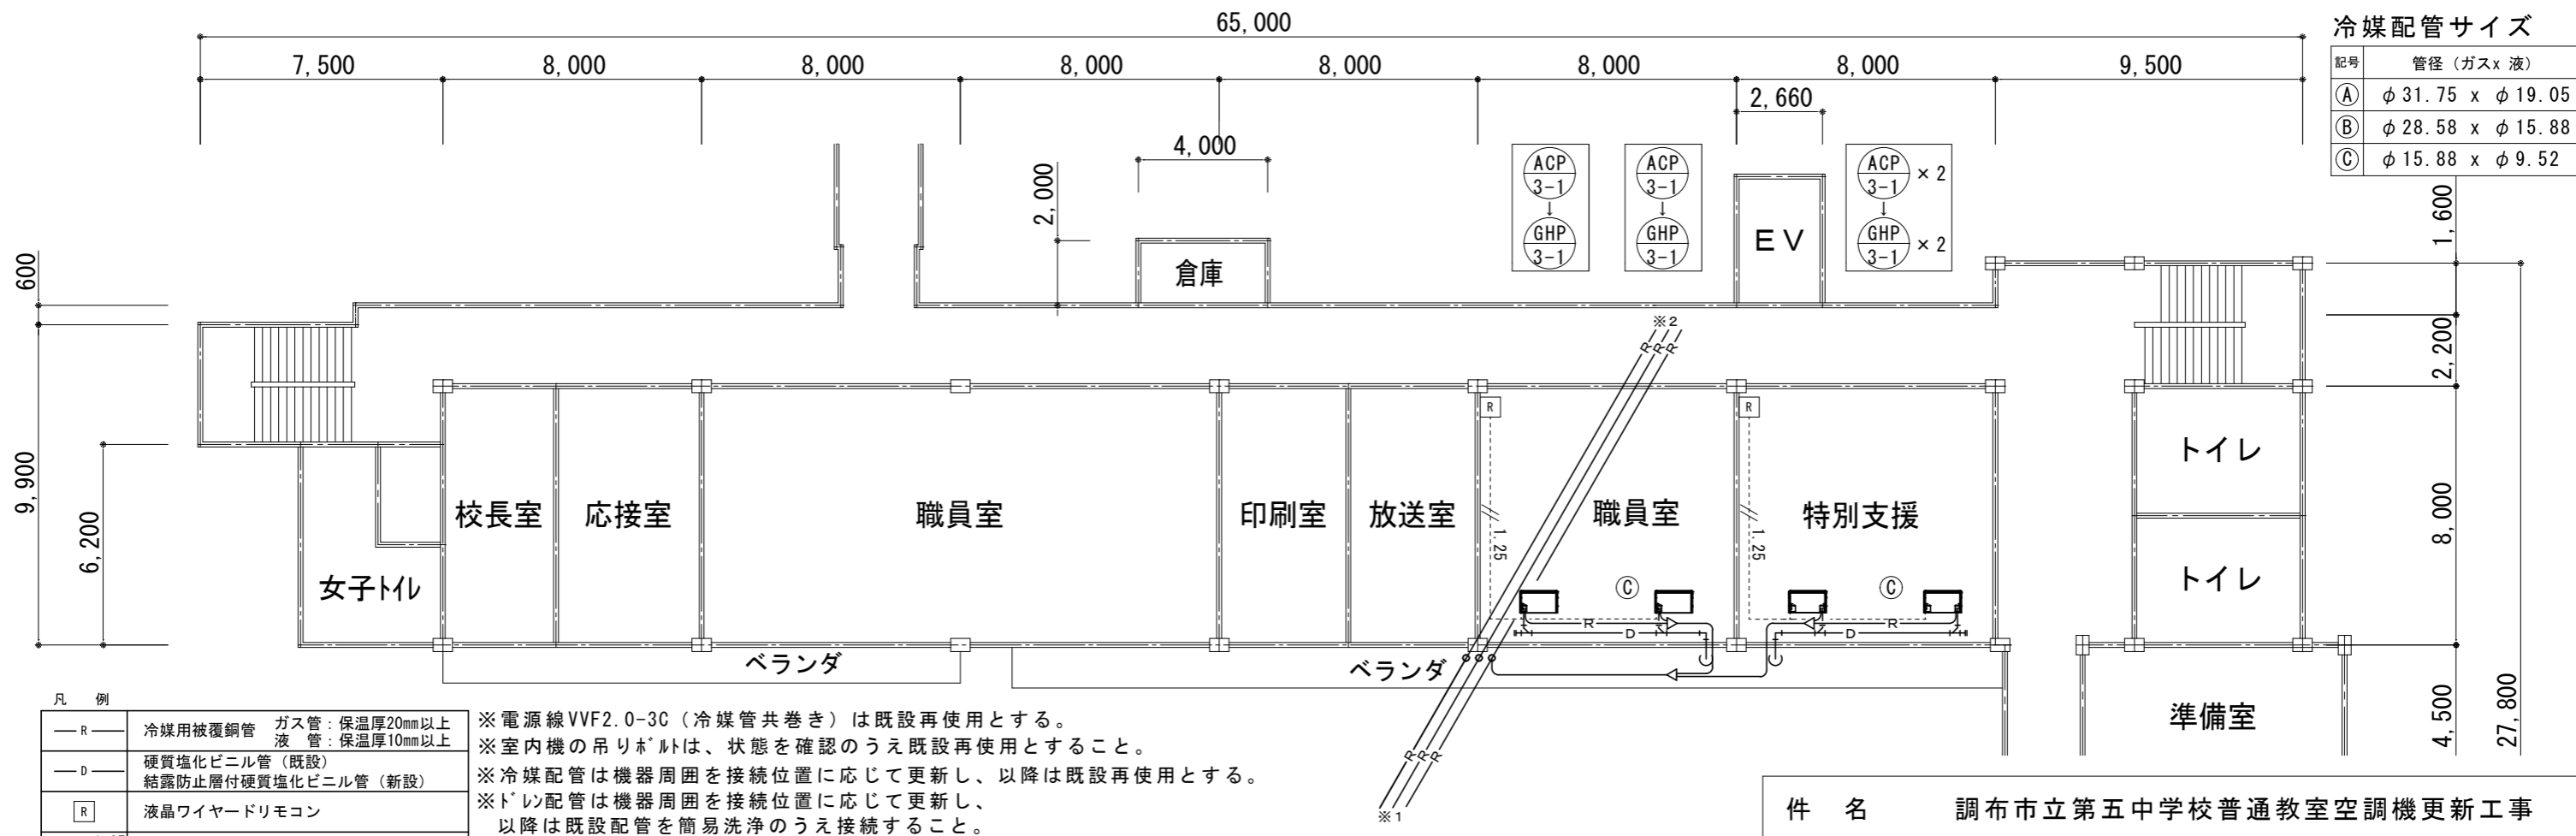 65,000
7,500 8,000 8,000 8,000 8,000 8,000 8,000 9,500
冷媒配管サイズ
記号 管径（ガスx 液）
Ⓐ φ31.75 x φ19.05
Ⓑ φ28.58 x φ15.88
Ⓒ φ15.88 x φ9.52
2,660
4,000
2,000
600
9,900
6,200
1,600
2,200
8,000
4,500
27,800
ACP
3-1
↓
GHP
3-1
ACP
3-1
↓
GHP
3-1
ACP
3-1 ×2
↓
GHP
3-1 ×2
倉庫
EV
※2
R R R
R
R
校長室
応接室
職員室
印刷室
放送室
職員室
特別支援
トイレ
トイレ
女子ﾄｲﾚ
1.25
1.25
Ⓒ
Ⓒ
R
D
R
D
ベランダ
ベランダ
準備室
R R R
※1
凡 例
R 冷媒用被覆銅管 ガス管：保温厚20mm以上
液 管：保温厚10mm以上
D 硬質塩化ビニル管（既設）
結露防止層付硬質塩化ビニル管（新設）
R 液晶ワイヤードリモコン
※電源線VVF2.0-3C（冷媒管共巻き）は既設再使用とする。
※室内機の吊りﾎﾞﾙﾄは、状態を確認のうえ既設再使用とすること。
※冷媒配管は機器周囲を接続位置に応じて更新し、以降は既設再使用とする。
※ﾄﾞﾚﾝ配管は機器周囲を接続位置に応じて更新し、
以降は既設配管を簡易洗浄のうえ接続すること。
件 名 調布市立第五中学校普通教室空調機更新工事